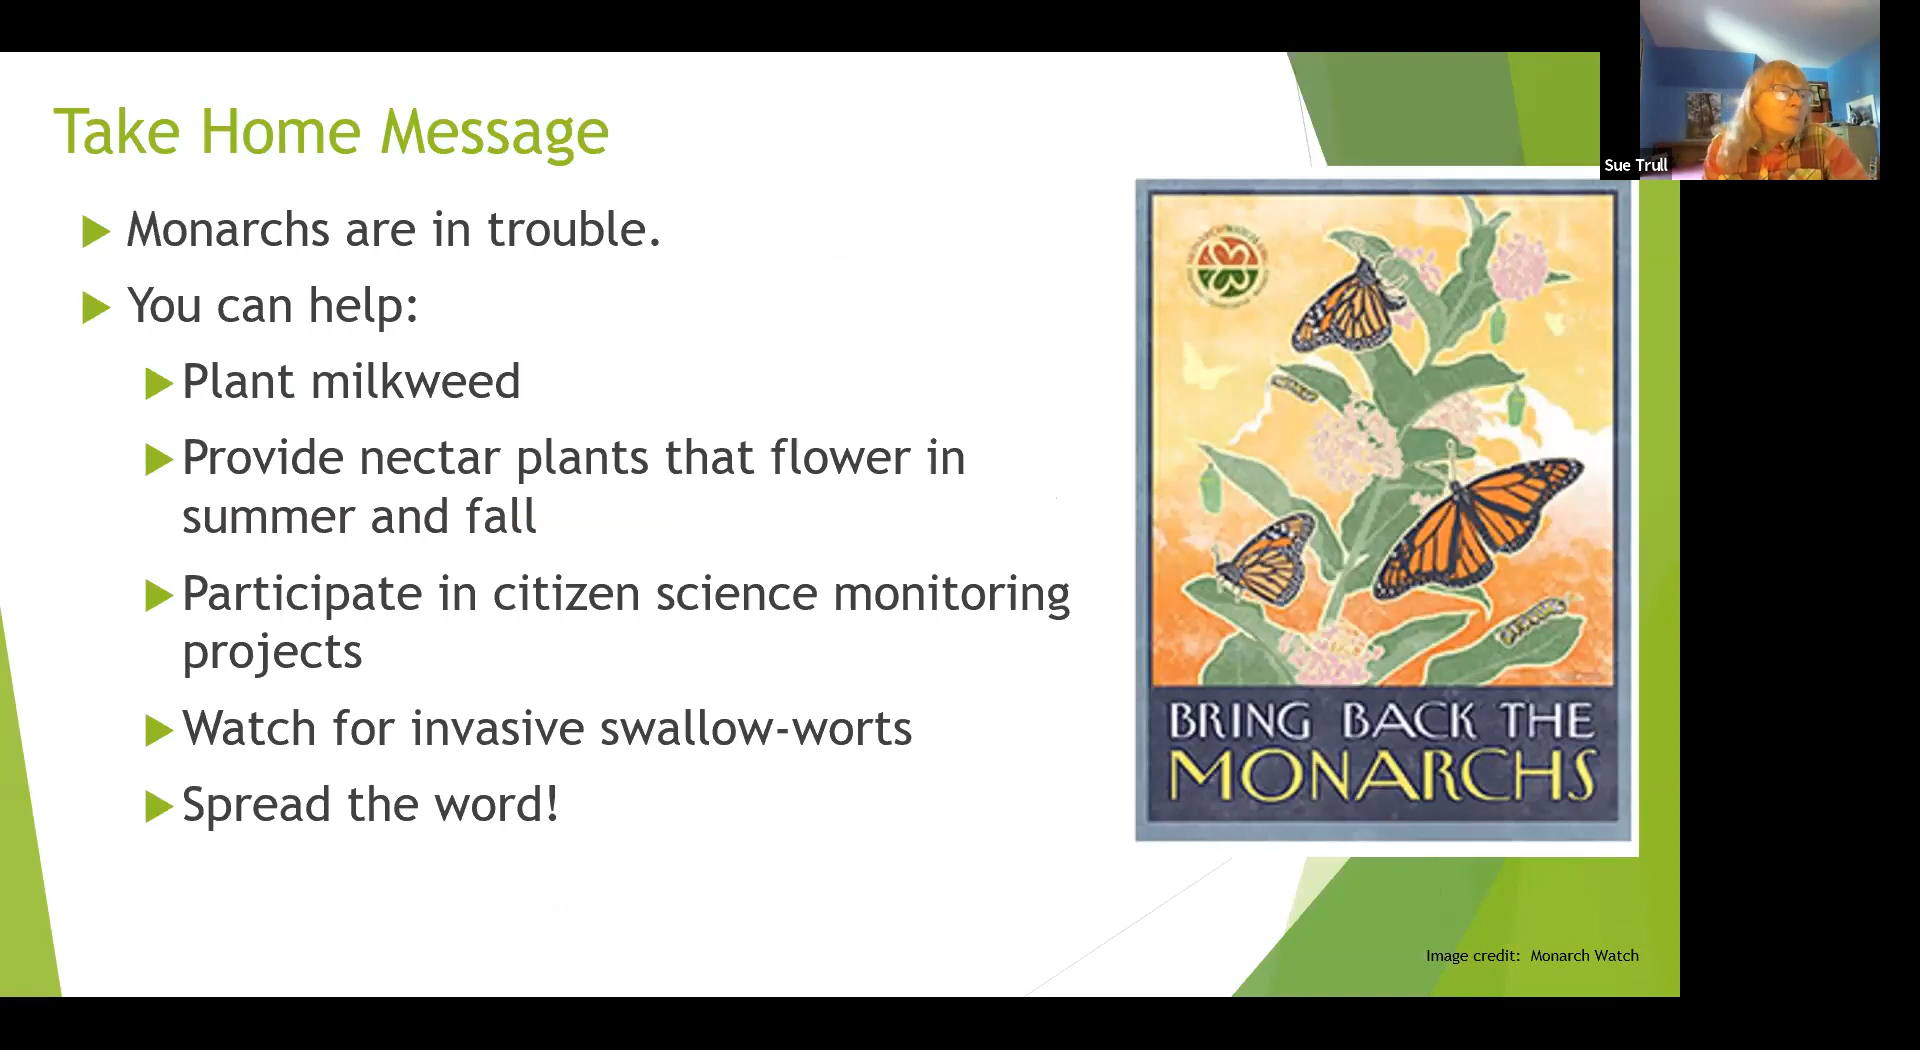 Take Home Message
Monarchs are in trouble.
You can help:
Plant milkweed
Provide nectar plants that flower in
summer and fall
Participate in citizen science monitoring
projects
Watch for invasive swallow-worts
Spread the word!
Sue Trull
BRING BACK THE
MONARCHS
Image credit: Monarch Watch